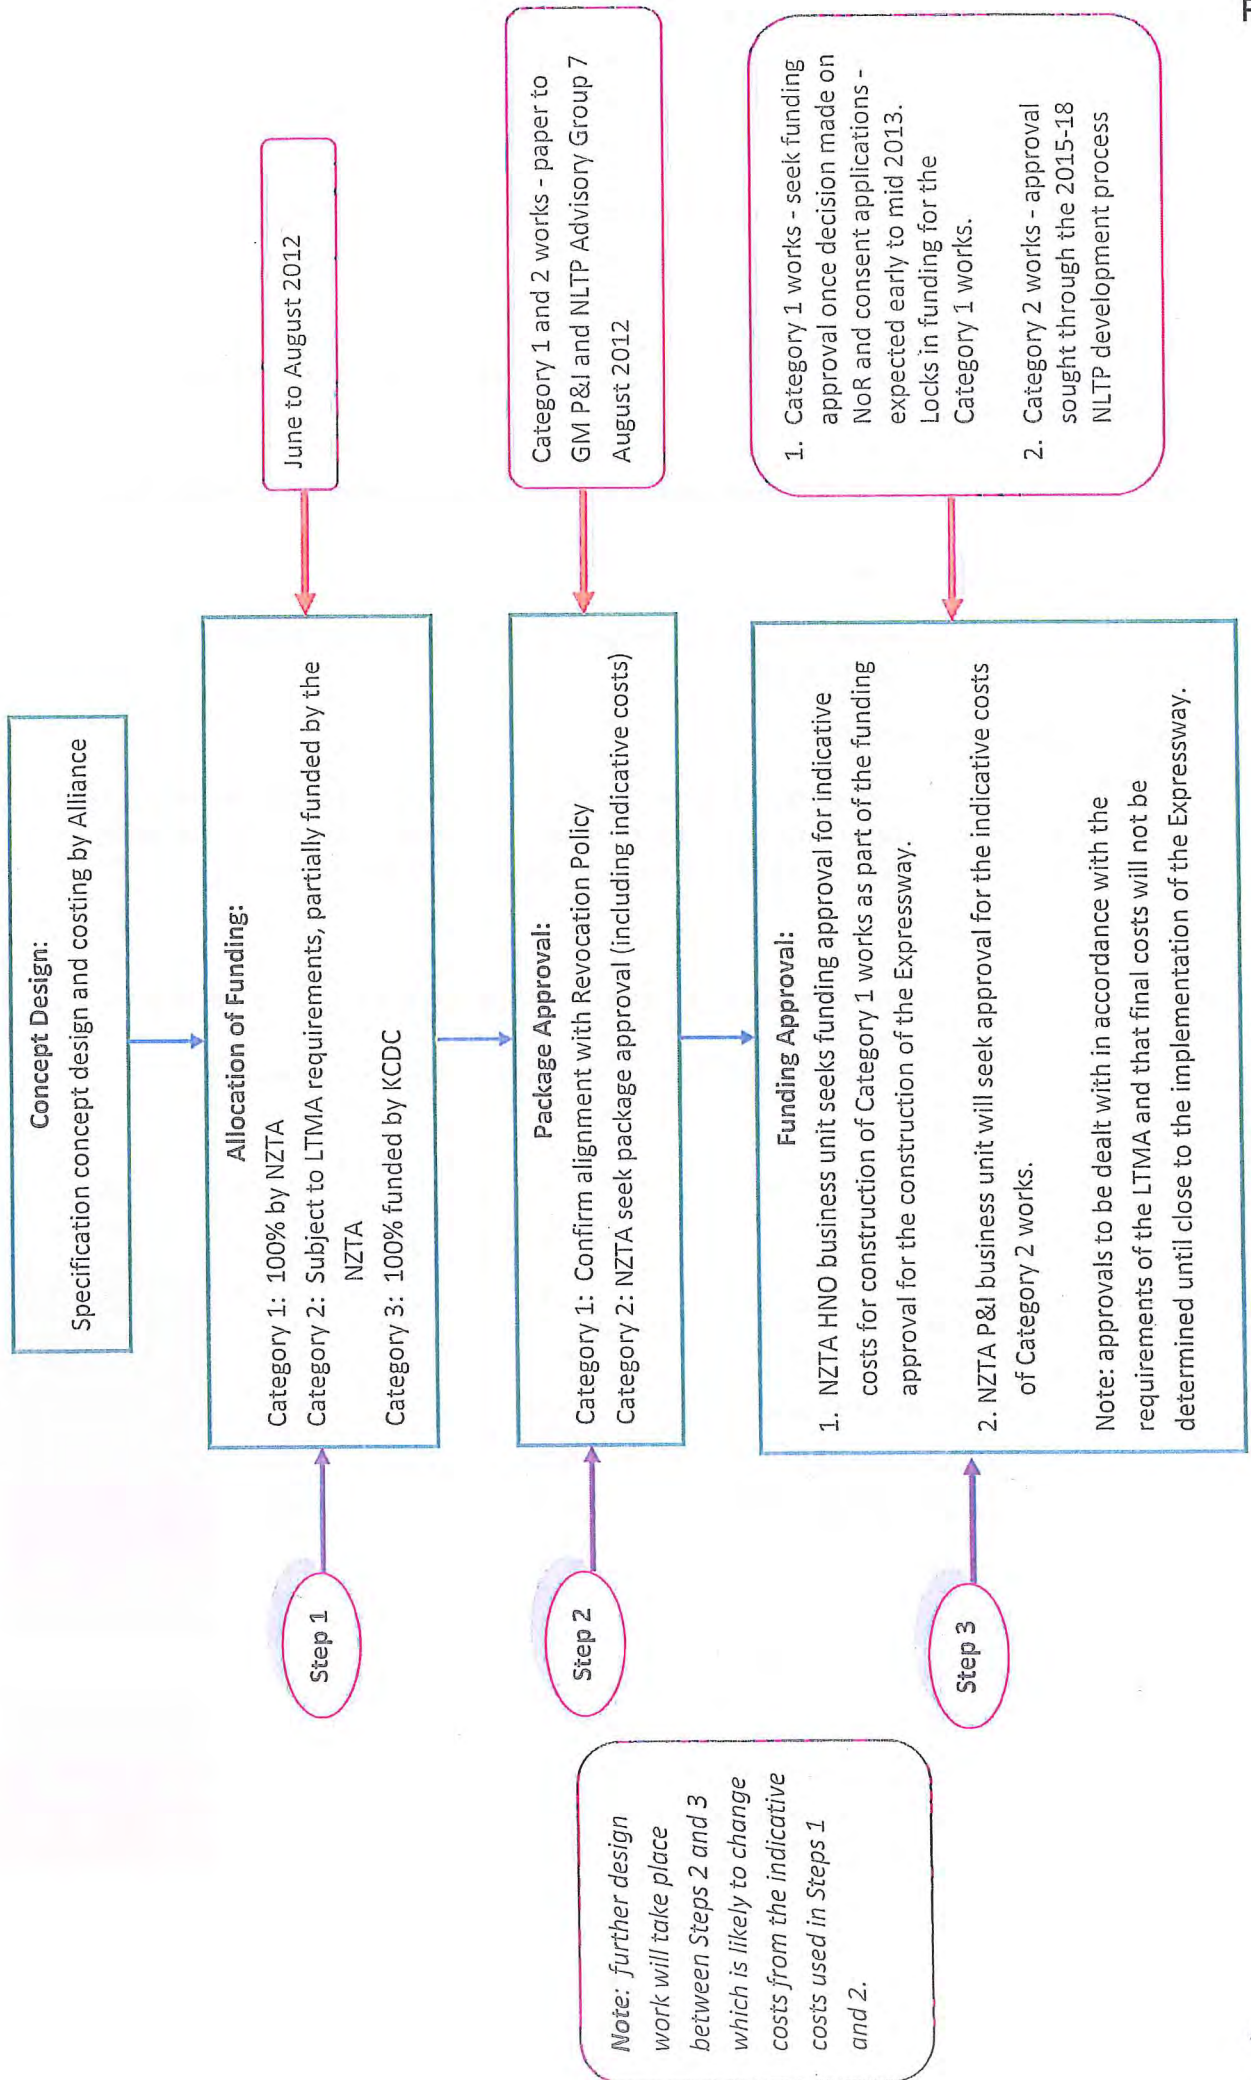 Concept Design:
Specification concept design and costing by Alliance
Step 1
Allocation of Funding:
Category 1: 100% by NZTA
Category 2: Subject to LTMA requirements, partially funded by the
NZTA
Category 3: 100% funded by KCDC
June to August 2012
Note: further design
work will take place
between Steps 2 and 3
which is likely to change
costs from the indicative
costs used in Steps 1
and 2.
Step 2
Package Approval:
Category 1: Confirm alignment with Revocation Policy
Category 2: NZTA seek package approval (including indicative costs)
Category 1 and 2 works - paper to
GM P&I and NLTP Advisory Group 7
August 2012
Step 3
Funding Approval:
1. NZTA HNO business unit seeks funding approval for indicative
costs for construction of Category 1 works as part of the funding
approval for the construction of the Expressway.
2. NZTA P&I business unit will seek approval for the indicative costs
of Category 2 works.
Note: approvals to be dealt with in accordance with the
requirements of the LTMA and that final costs will not be
determined until close to the implementation of the Expressway.
1. Category 1 works - seek funding
approval once decision made on
NoR and consent applications -
expected early to mid 2013.
Locks in funding for the
Category 1 works.
2. Category 2 works - approval
sought through the 2015-18
NLTP development process